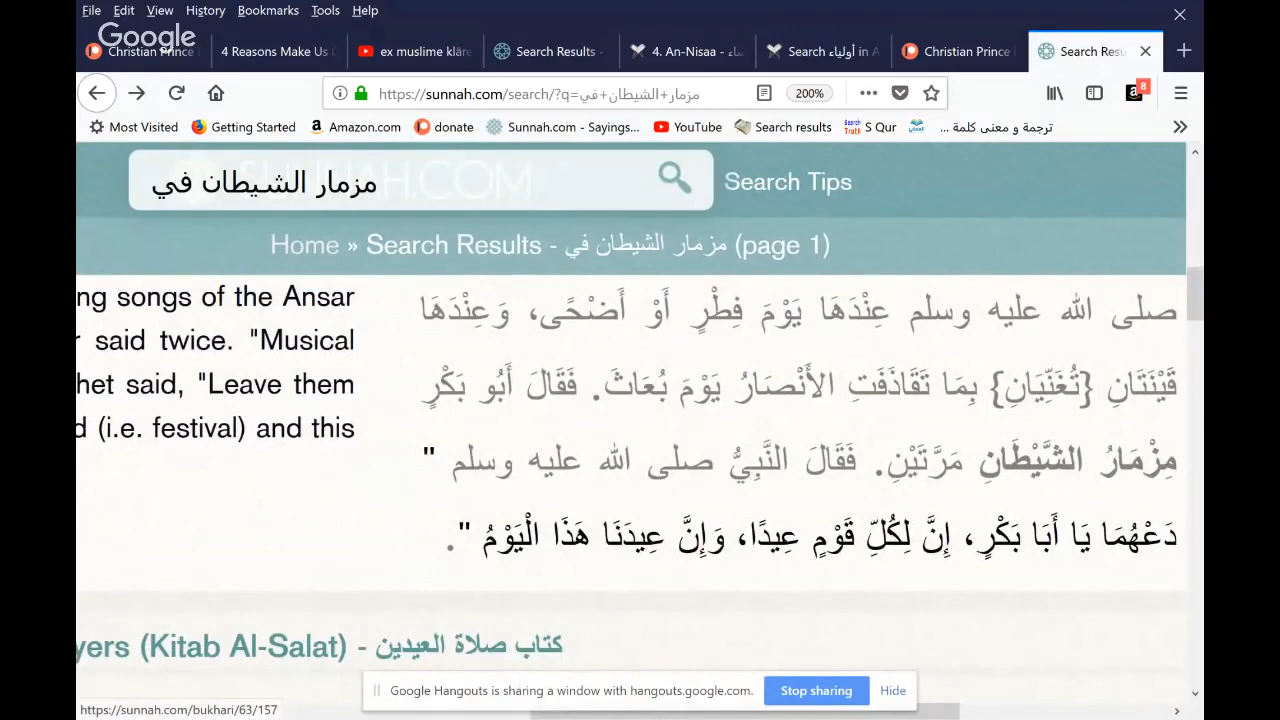 File Edit View History Bookmarks Tools Help
Google
Christian Prince 4 Reasons Make Us ex muslime kläre Search Results - 4. An-Nisaa - Search أولياء in A Christian Prince Search Resu
https://sunnah.com/search/?q=مزمار+الشيطان+في 200%
8
Most Visited Getting Started Amazon.com donate Sunnah.com - Sayings,... YouTube Search results Search Truth S Qur ترجمة و معنى كلمة ...
SUNNAH.COM
مزمار الشيطان في Search Tips
Home » Search Results - مزمار الشيطان في (page 1)
ng songs of the Ansar
r said twice. "Musical
het said, "Leave them
d (i.e. festival) and this
صلى الله عليه وسلم عِنْدَهَا يَوْمَ فِطْرٍ أَوْ أَضْحًى، وَعِنْدَهَا
قَيْنَتَانِ {تُغَنِّيَانِ} بِمَا تَقَاذَفَتِ الأَنْصَارُ يَوْمَ بُعَاثَ. فَقَالَ أَبُو بَكْرٍ
مِزْمَارُ الشَّيْطَانِ مَرَّتَيْنِ. فَقَالَ النَّبِيُّ صلى الله عليه وسلم "
دَعْهُمَا يَا أَبَا بَكْرٍ، إِنَّ لِكُلِّ قَوْمٍ عِيدًا، وَإِنَّ عِيدَنَا هَذَا الْيَوْمُ ".
yers (Kitab Al-Salat) - كتاب صلاة العيدين
Google Hangouts is sharing a window with hangouts.google.com. Stop sharing Hide
https://sunnah.com/bukhari/63/157